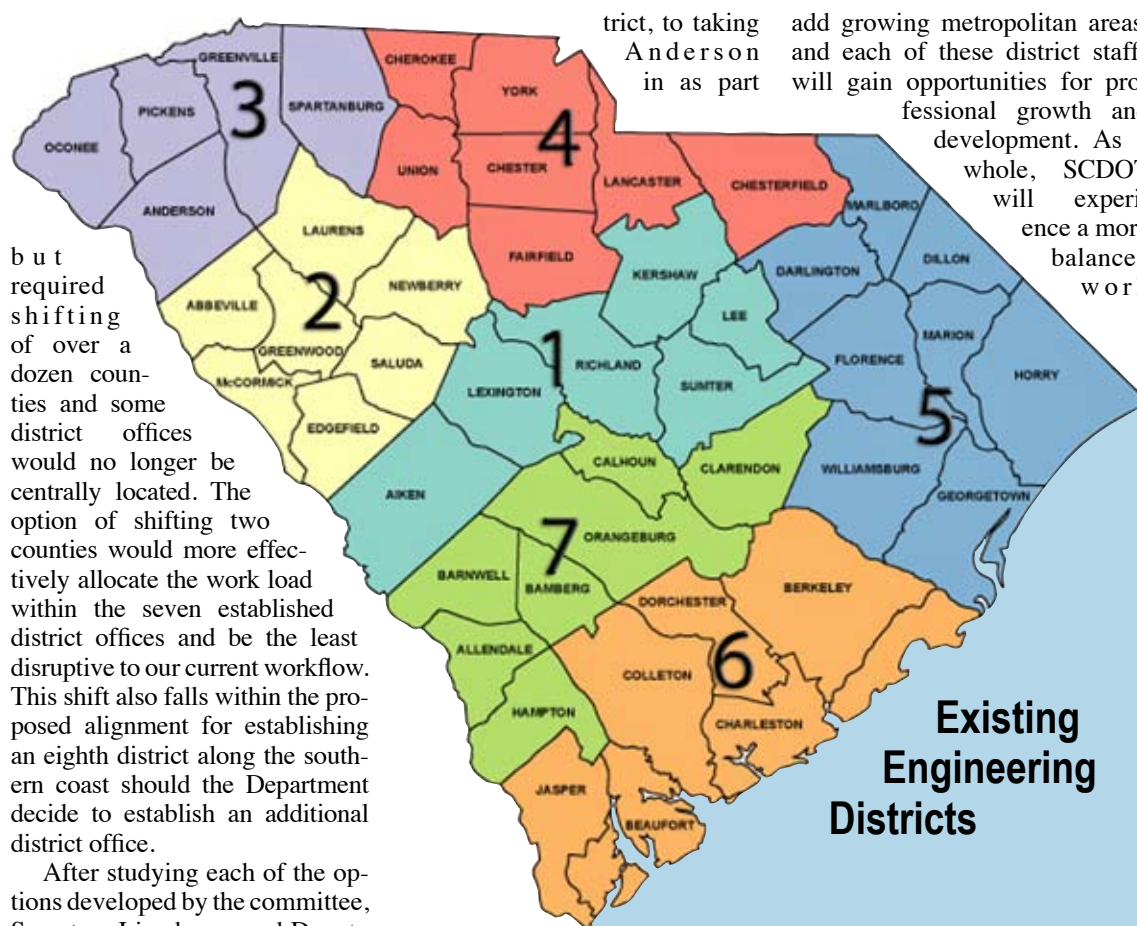 but
required
shifting
of over a
dozen coun-
ties and some
district offices
would no longer be
centrally located. The
option of shifting two
counties would more effec-
tively allocate the work load
within the seven established
district offices and be the least
disruptive to our current workflow.
This shift also falls within the pro-
posed alignment for establishing
an eighth district along the south-
ern coast should the Department
decide to establish an additional
district office.
After studying each of the op-
tions developed by the committee,
trict, to taking
Anderson
in as part
add growing metropolitan areas
and each of these district staff
will gain opportunities for pro
fessional growth an
development. As
whole, SCDOT
will experi
ence a mor
balance
wor
GREENVILLE
3
PICKENS
SPARTANBURG
OCONEE
ANDERSON
CHEROKEE
YORK
4
UNION
CHESTER
LANCASTER
CHESTERFIELD
FAIRFIELD
LAURENS
ABBEVILLE
2
NEWBERRY
GREENWOOD
SALUDA
McCORMICK
EDGEFIELD
KERSHAW
LEE
1
RICHLAND
LEXINGTON
SUMTER
AIKEN
MARLBORO
DILLON
DARLINGTON
MARION
FLORENCE
HORRY
5
WILLIAMSBURG
GEORGETOWN
CALHOUN
CLARENDON
7
ORANGEBURG
BARNWELL
BAMBERG
ALLENDALE
HAMPTON
BERKELEY
DORCHESTER
6
COLLETON
CHARLESTON
JASPER
BEAUFORT
Existing
Engineering
Districts